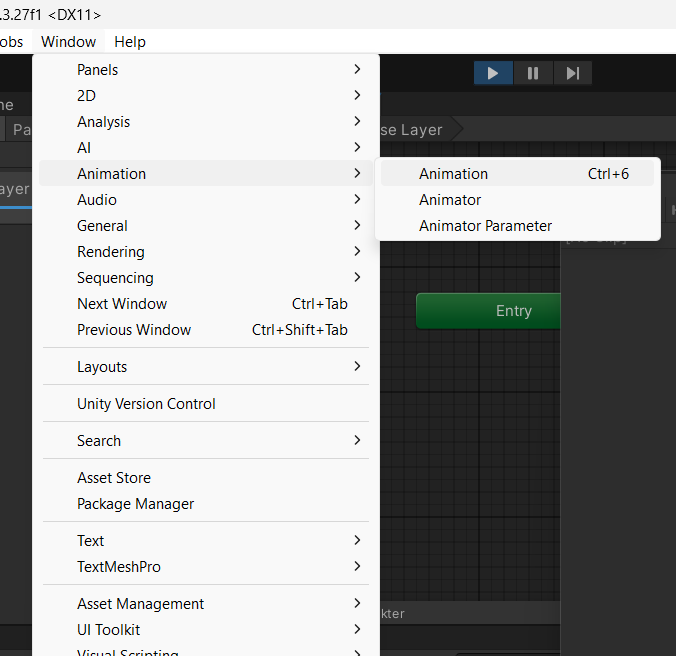 .3.27f1 <DX11>
obs Window Help
Panels
ne
2D
Pa
Analysis
se Layer
AI
Animation
Animation Ctrl+6
ayer
Audio
Animator
General
Animator Parameter
Rendering
Sequencing
Next Window Ctrl+Tab
Entry
Previous Window Ctrl+Shift+Tab
Layouts
Unity Version Control
Search
Asset Store
Package Manager
Text
TextMeshPro
Asset Management
kter
UI Toolkit
Visual Scripting